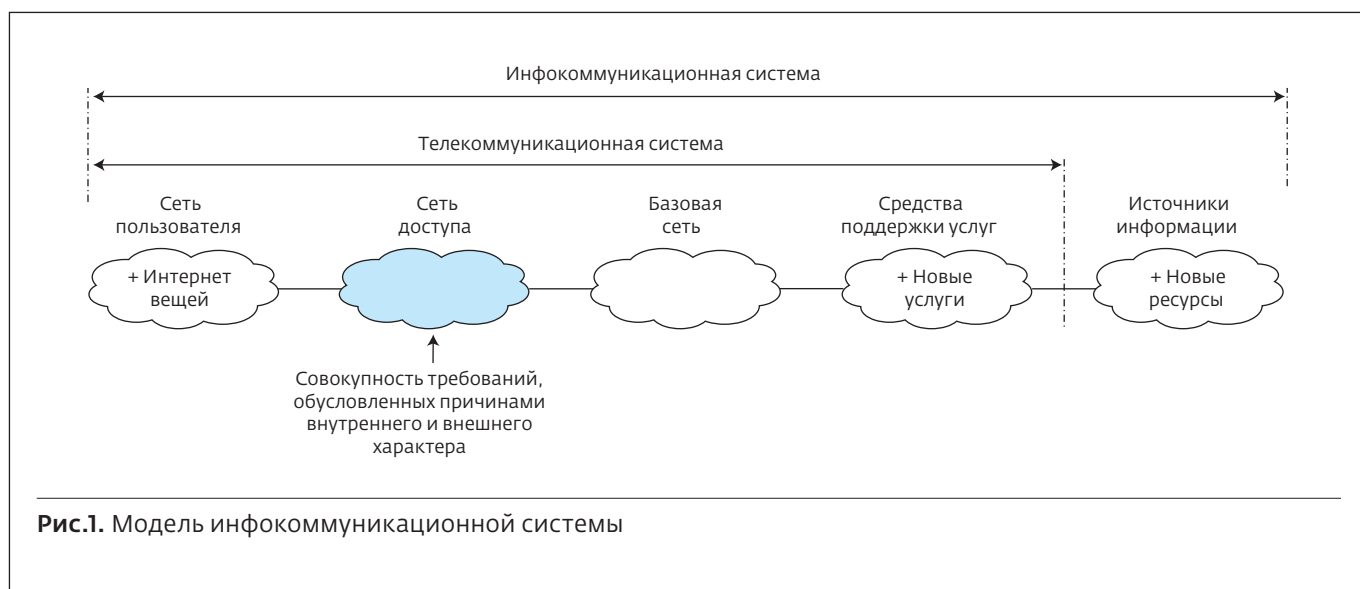 Инфокоммуникационная система
Телекоммуникационная система
Сеть
пользователя
Сеть
доступа
Базовая
сеть
Средства
поддержки услуг
Источники
информации
+ Интернет
вещей
+ Новые
услуги
+ Новые
ресурсы
Совокупность требований,
обусловленных причинами
внутреннего и внешнего
характера
Рис.1. Модель инфокоммуникационной системы